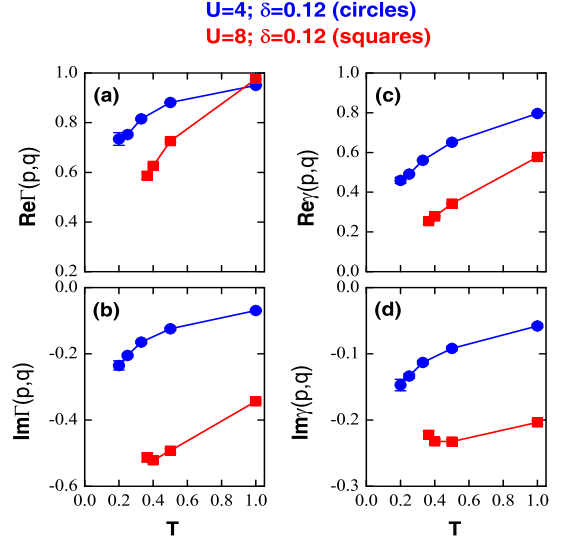 U=4; δ=0.12 (circles)
U=8; δ=0.12 (squares)
(a)
ReΓ(p,q)
1.0
0.8
0.6
0.4
0.2
(c)
Reγ(p,q)
1.0
0.8
0.6
0.4
0.2
0.0
(b)
ImΓ(p,q)
0.0
-0.2
-0.4
-0.6
0.0 0.2 0.4 0.6 0.8 1.0
T
(d)
Imγ(p,q)
0.0
-0.1
-0.2
-0.3
0.0 0.2 0.4 0.6 0.8 1.0
T